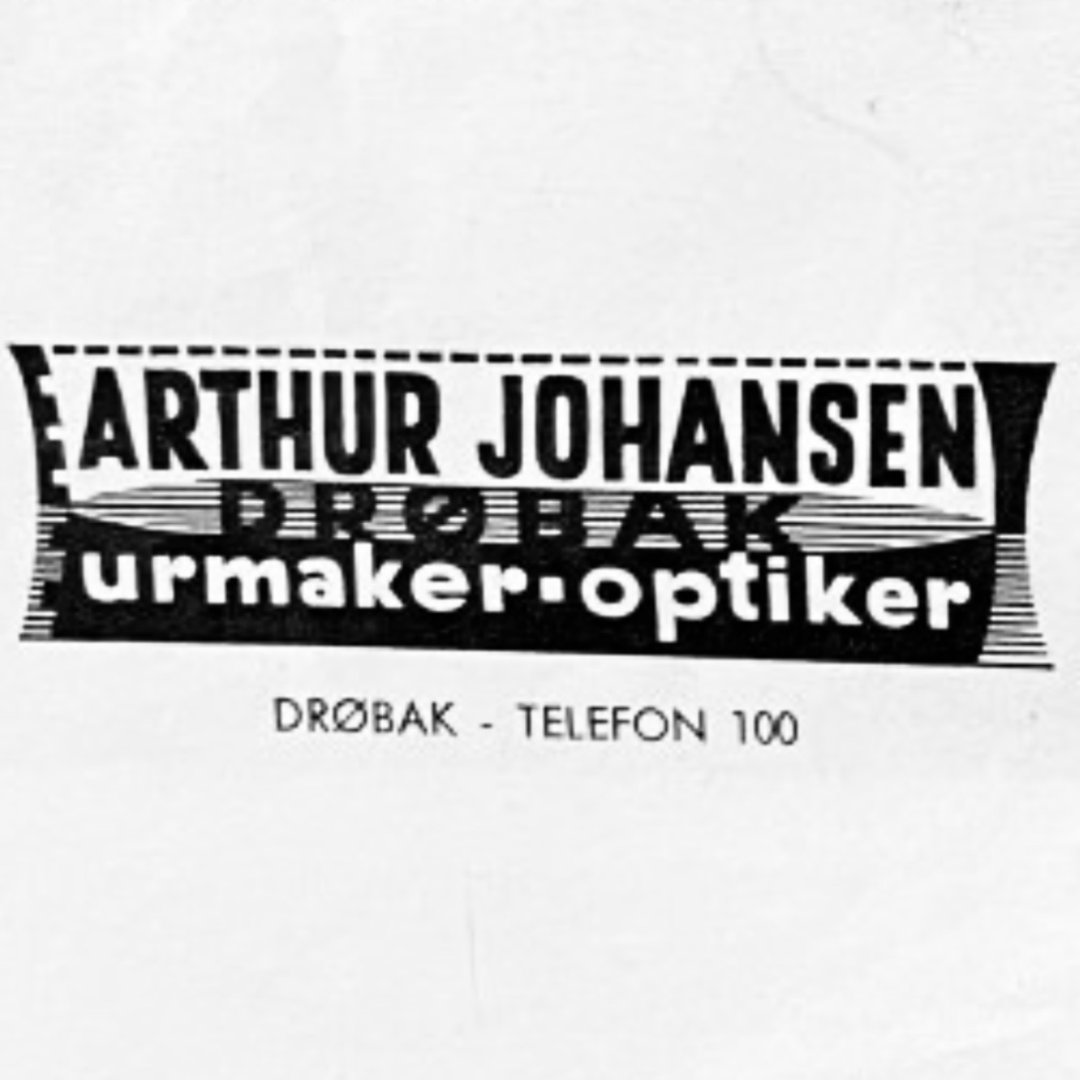 ARTHUR JOHANSEN
DRØBAK
urmaker·optiker
DRØBAK - TELEFON 100